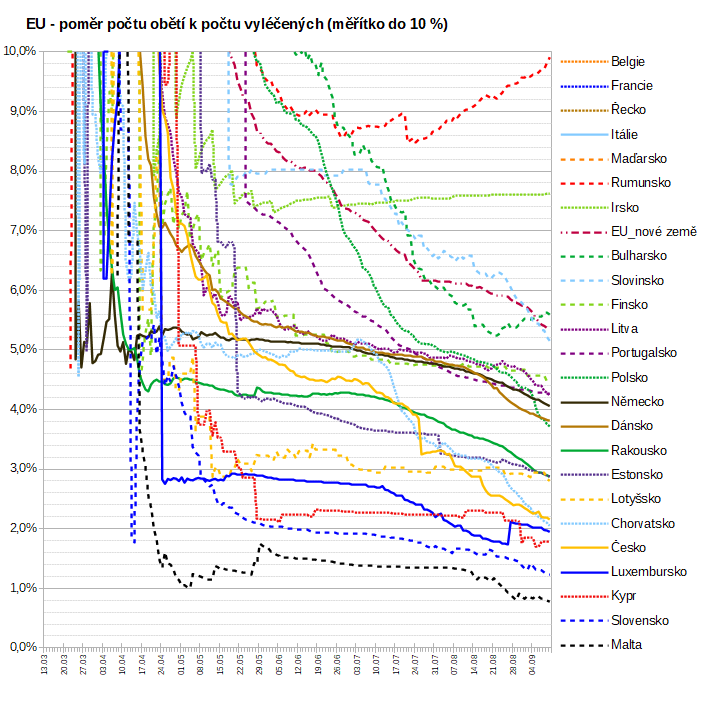 EU - poměr počtu obětí k počtu vyléčených (měřítko do 10 %)
10,0%
9,0%
8,0%
7,0%
6,0%
5,0%
4,0%
3,0%
2,0%
1,0%
0,0%
13.03
20.03
27.03
03.04
10.04
17.04
24.04
01.05
08.05
15.05
22.05
29.05
05.06
12.06
19.06
26.06
03.07
10.07
17.07
24.07
31.07
07.08
14.08
21.08
28.08
04.09
Belgie
Francie
Řecko
Itálie
Maďarsko
Rumunsko
Irsko
EU_nové země
Bulharsko
Slovinsko
Finsko
Litva
Portugalsko
Polsko
Německo
Dánsko
Rakousko
Estonsko
Lotyšsko
Chorvatsko
Česko
Luxembursko
Kypr
Slovensko
Malta